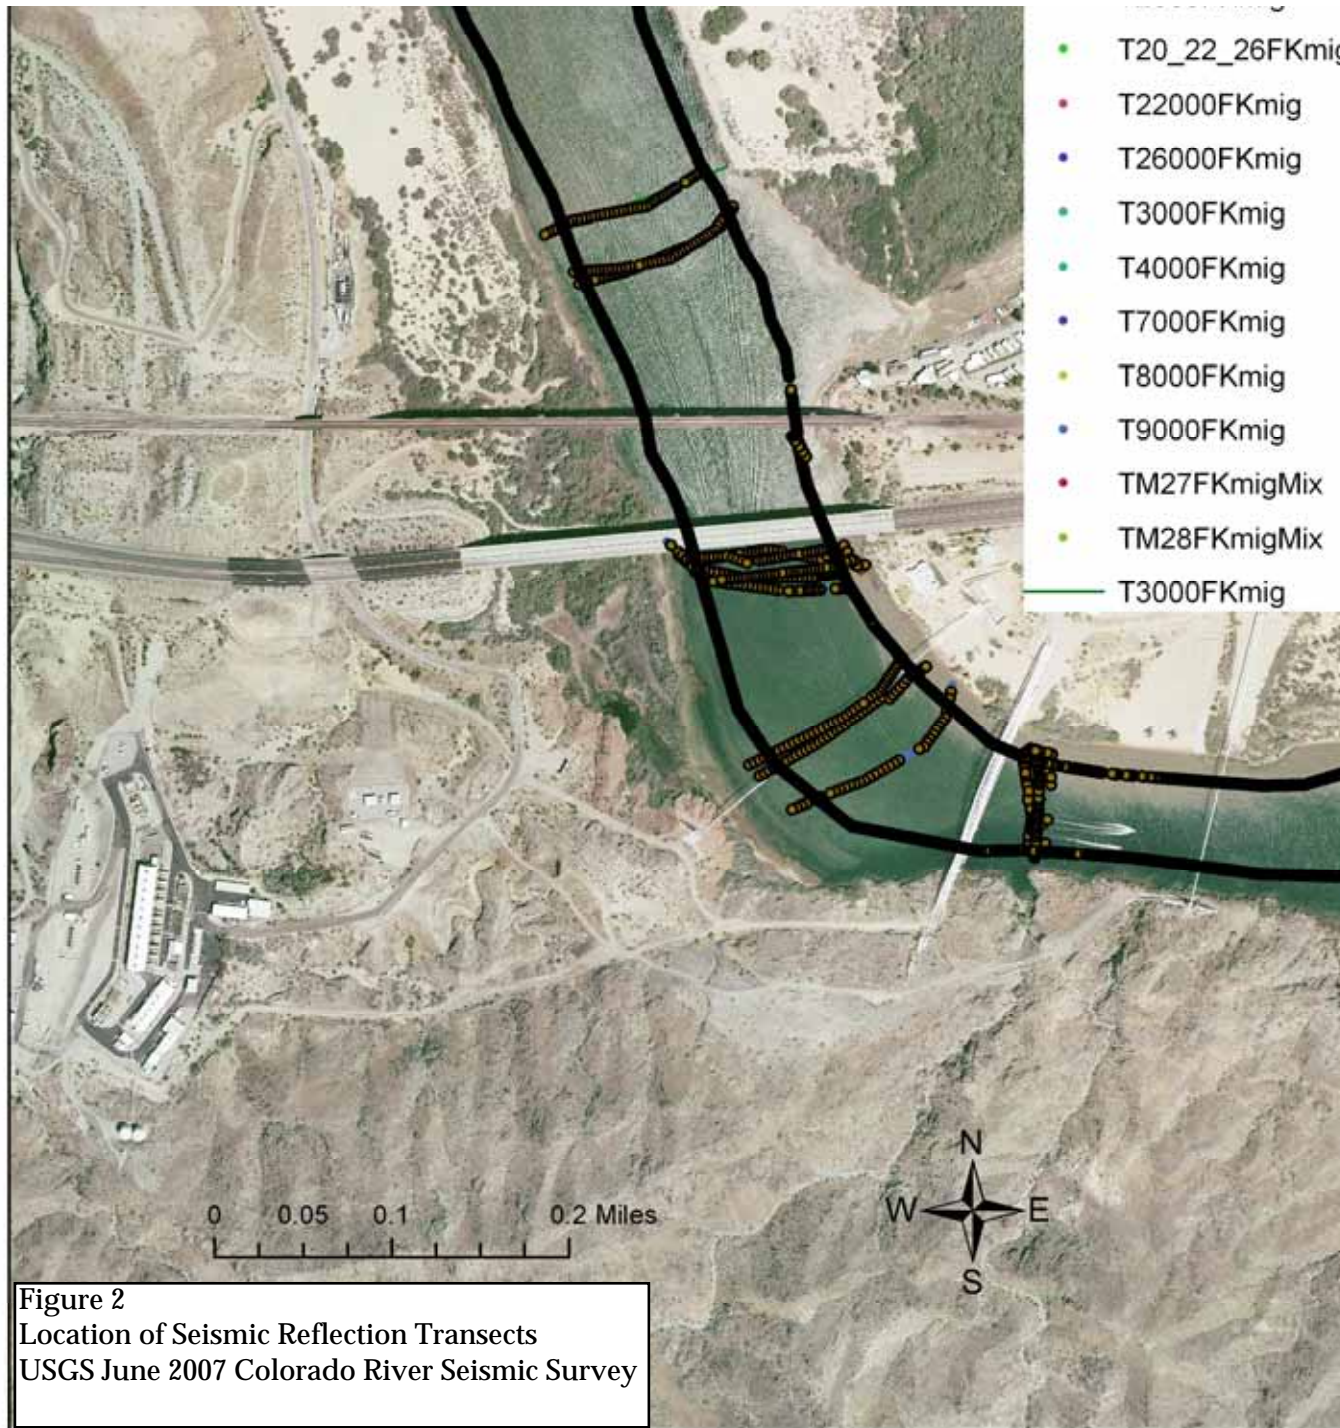 T20_22_26FKmig
T22000FKmig
T26000FKmig
T3000FKmig
T4000FKmig
T7000FKmig
T8000FKmig
T9000FKmig
TM27FKmigMix
TM28FKmigMix
T3000FKmig
N
W E
S
0 0.05 0.1 0.2 Miles
Figure 2
Location of Seismic Reflection Transects
USGS June 2007 Colorado River Seismic Survey